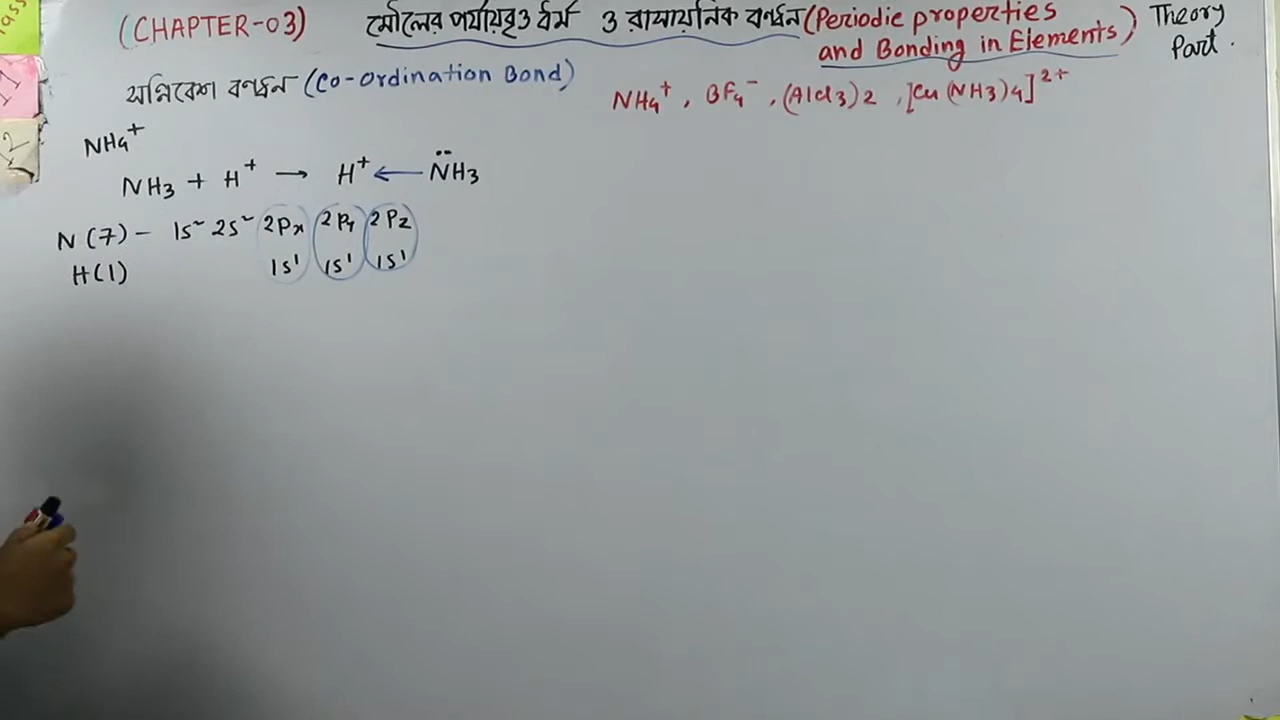 (CHAPTER-03) মৌলের পর্যায়বৃও ধর্ম ও রাসায়নিক বন্ধন (Periodic properties and Bonding in Elements) Theory Part.
সন্নিবেশ বন্ধন (Co-ordination Bond)
NH4+, BF4-, (AlCl3)2, [Cu(NH3)4]2+
NH4+
NH3 + H+ → H+ ← N̈H3
N(7) - 1s² 2s² 2Px 2Py 2Pz
H(1) 1s¹ 1s¹ 1s¹
11
12